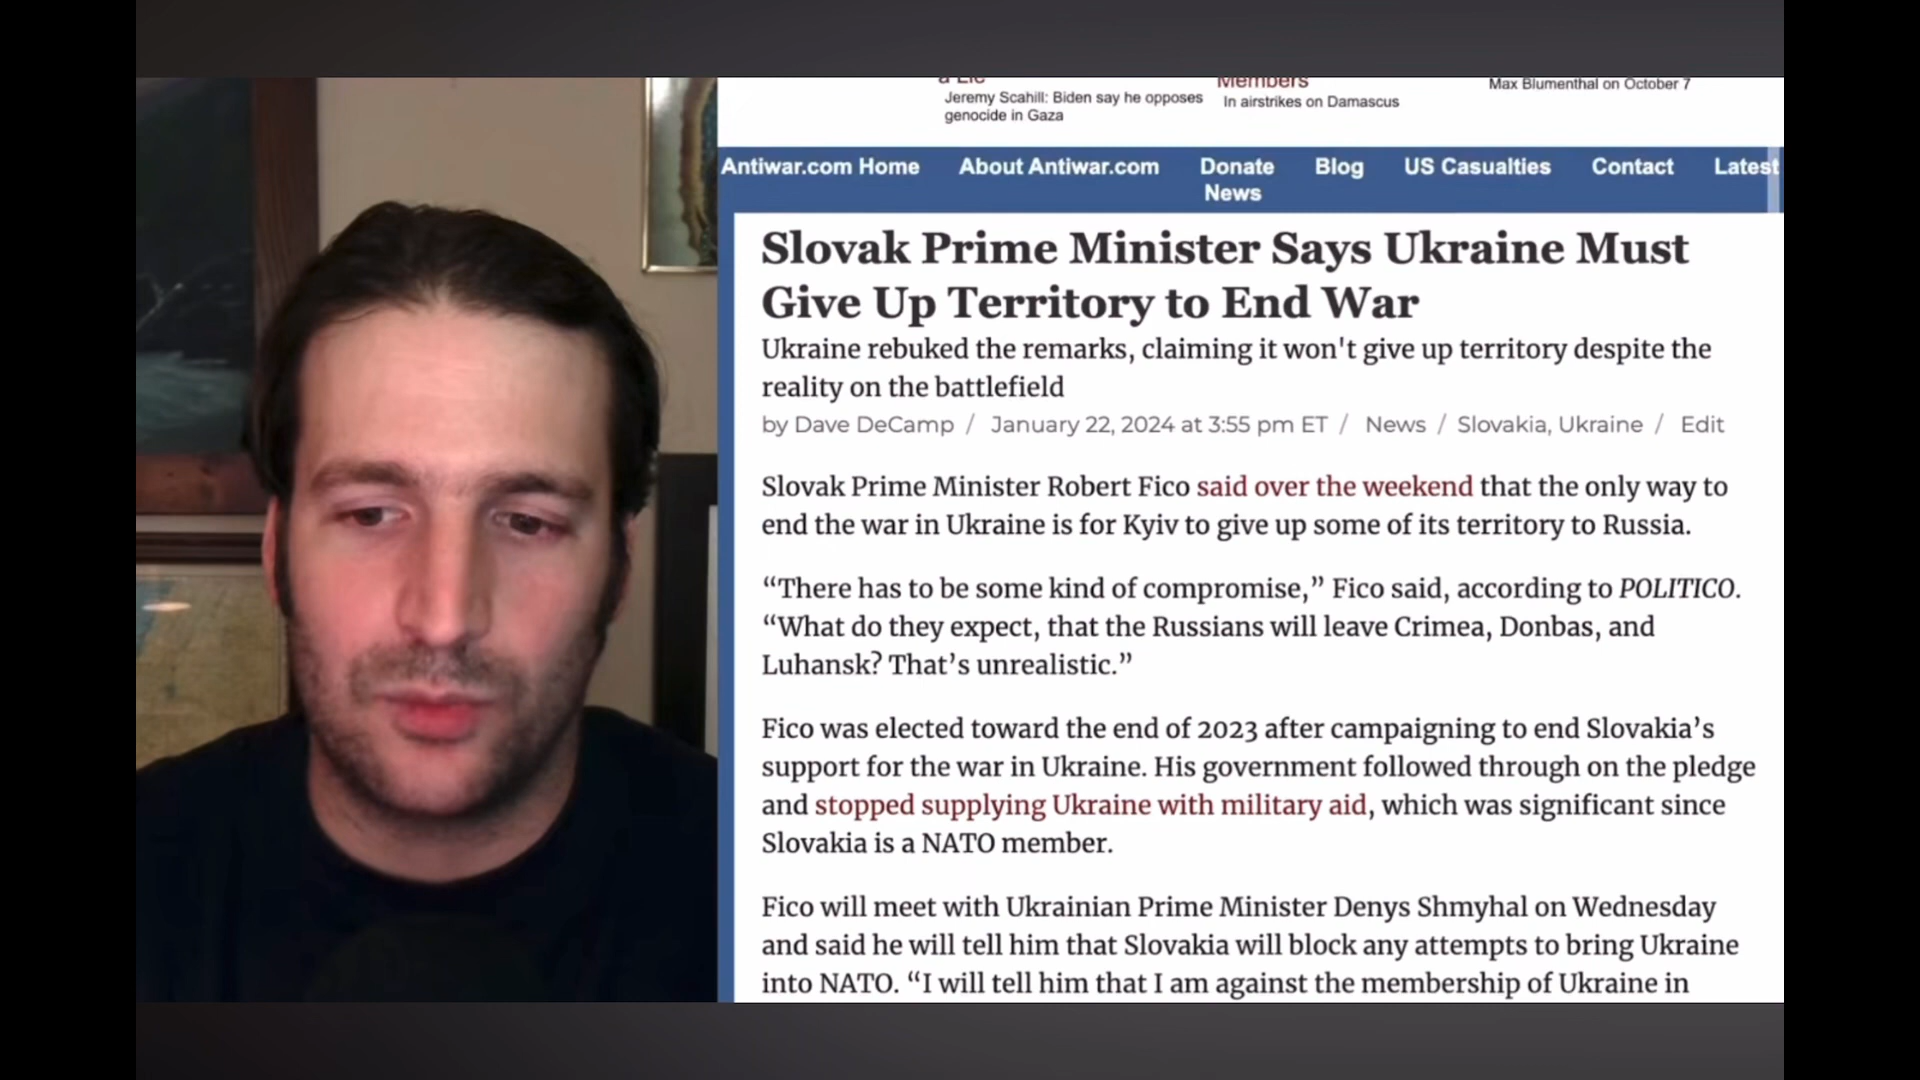 a Lie
Members
Max Blumenthal on October 7
Jeremy Scahill: Biden say he opposes
genocide in Gaza
In airstrikes on Damascus
Antiwar.com Home About Antiwar.com Donate Blog US Casualties Contact Latest
News
Slovak Prime Minister Says Ukraine Must
Give Up Territory to End War
Ukraine rebuked the remarks, claiming it won't give up territory despite the
reality on the battlefield
by Dave DeCamp / January 22, 2024 at 3:55 pm ET / News / Slovakia, Ukraine / Edit
Slovak Prime Minister Robert Fico said over the weekend that the only way to
end the war in Ukraine is for Kyiv to give up some of its territory to Russia.
“There has to be some kind of compromise,” Fico said, according to POLITICO.
“What do they expect, that the Russians will leave Crimea, Donbas, and
Luhansk? That’s unrealistic.”
Fico was elected toward the end of 2023 after campaigning to end Slovakia’s
support for the war in Ukraine. His government followed through on the pledge
and stopped supplying Ukraine with military aid, which was significant since
Slovakia is a NATO member.
Fico will meet with Ukrainian Prime Minister Denys Shmyhal on Wednesday
and said he will tell him that Slovakia will block any attempts to bring Ukraine
into NATO. “I will tell him that I am against the membership of Ukraine in